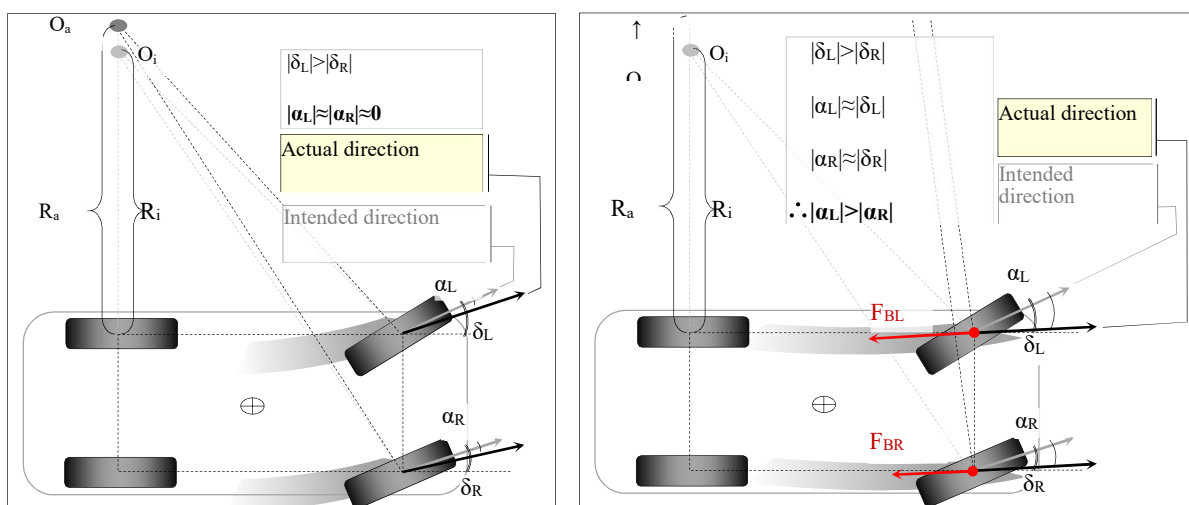 Oₐ
Oᵢ
|δL|>|δR|
|αL|≈|αR|≈0
Actual direction
Intended direction
Rₐ
Rᵢ
αL
δL
αR
δR
↑
Oᵢ
|δL|>|δR|
|αL|≈|δL|
|αR|≈|δR|
∴|αL|>|αR|
Actual direction
Intended
direction
Rₐ
Rᵢ
αL
FBL
δL
αR
FBR
δR